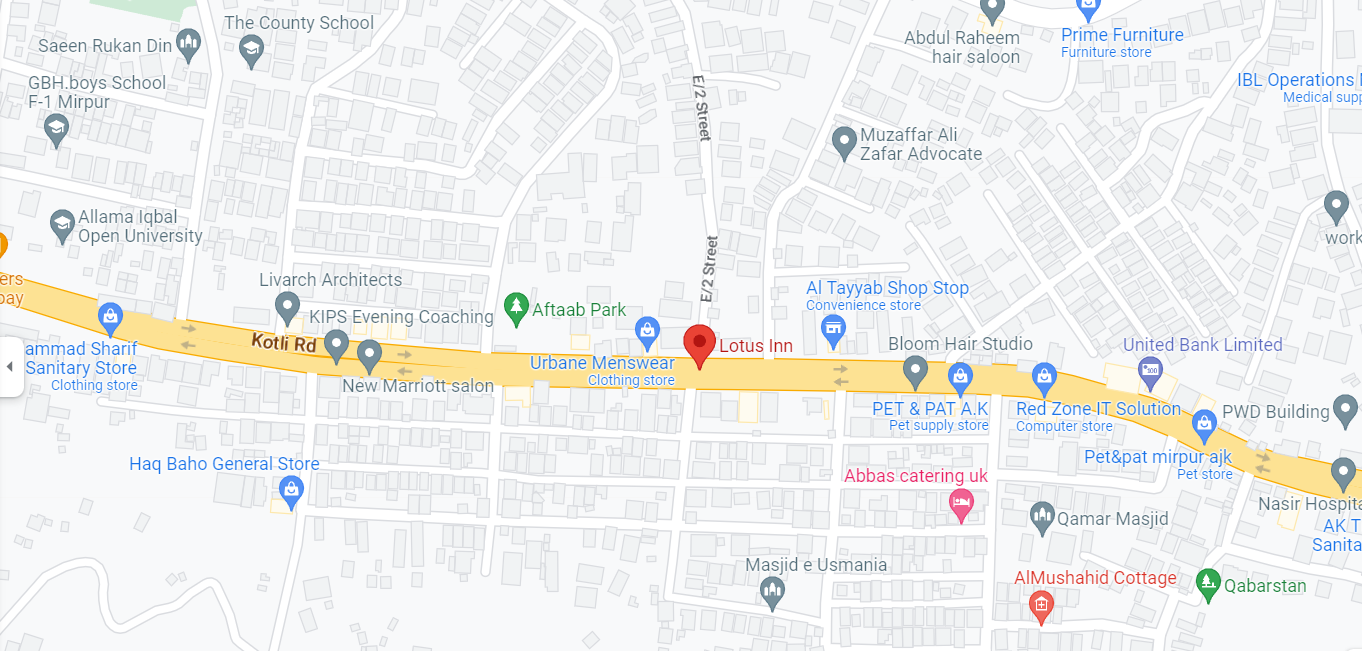 The County School
Saeen Rukan Din
GBH.boys School
F-1 Mirpur
Abdul Raheem
hair saloon
Prime Furniture
Furniture store
IBL Operations
Medical supp
E/2 Street
Muzaffar Ali
Zafar Advocate
Allama Iqbal
Open University
work
E/2 Street
ers
pay
Livarch Architects
KIPS Evening Coaching
Aftaab Park
Al Tayyab Shop Stop
Convenience store
Kotli Rd
Lotus Inn
Bloom Hair Studio
United Bank Limited
100
ammad Sharif
Sanitary Store
Clothing store
Urbane Menswear
Clothing store
New Marriott salon
PET & PAT A.K
Pet supply store
Red Zone IT Solution
Computer store
PWD Building
Pet&pat mirpur ajk
Pet store
Haq Baho General Store
Abbas catering uk
Nasir Hospita
Qamar Masjid
AK T
Sanita
Masjid e Usmania
AlMushahid Cottage
Qabarstan